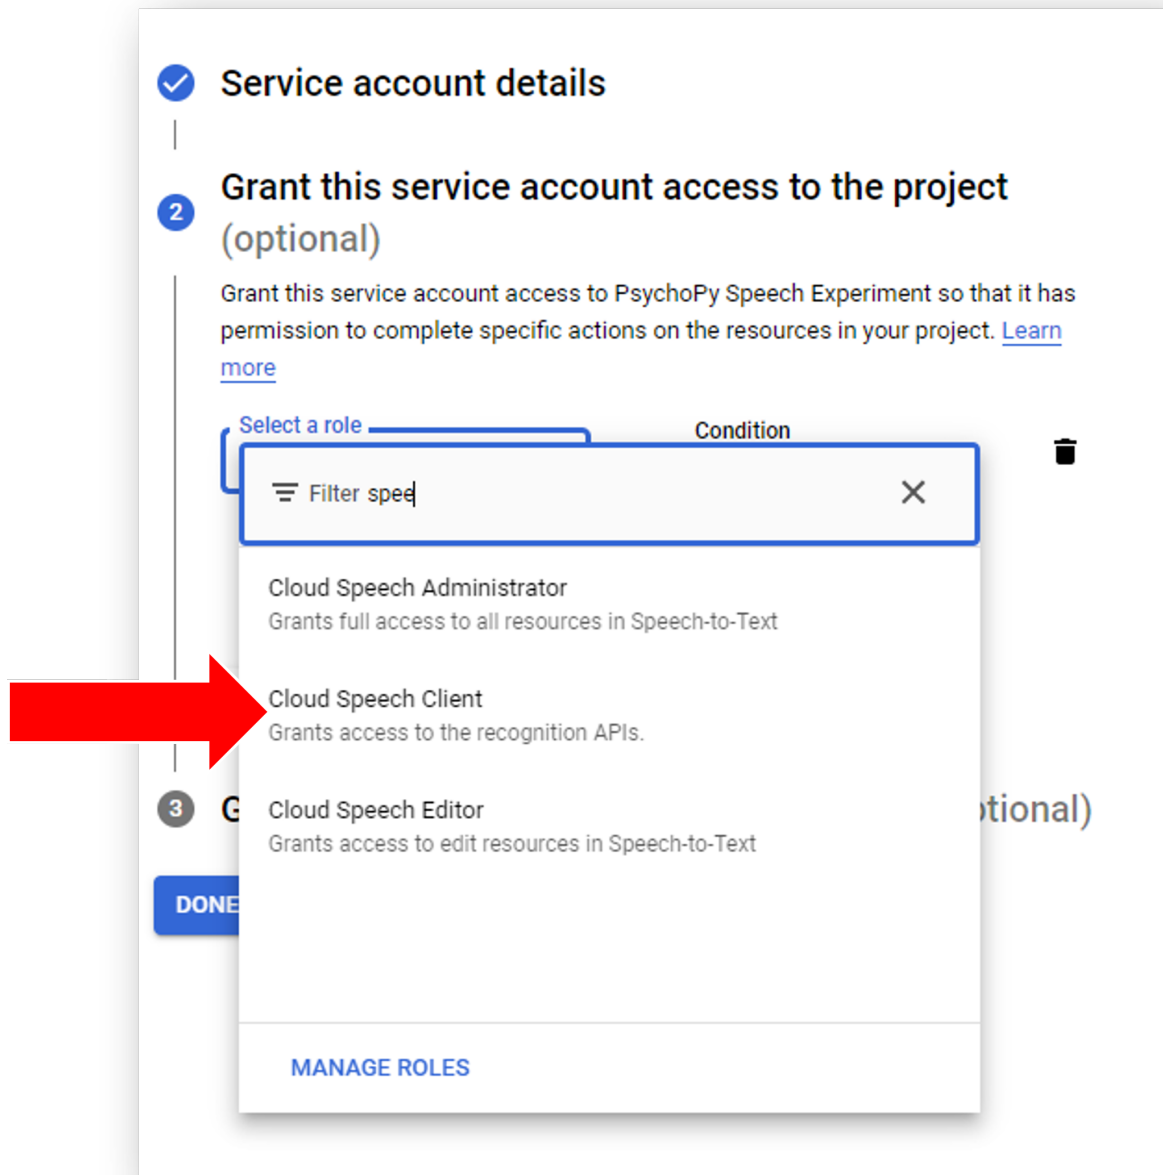 Service account details
2
Grant this service account access to the project
(optional)
Grant this service account access to PsychoPy Speech Experiment so that it has
permission to complete specific actions on the resources in your project. Learn
more
Select a role
Condition
Filter spee
Cloud Speech Administrator
Grants full access to all resources in Speech-to-Text
Cloud Speech Client
Grants access to the recognition APIs.
3
Cloud Speech Editor
Grants access to edit resources in Speech-to-Text
DONE
MANAGE ROLES